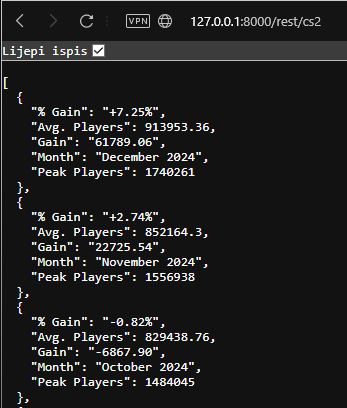 VPN 127.0.0.1:8000/rest/cs2
Lijepi ispis
[
{
"% Gain": "+7.25%",
"Avg. Players": 913953.36,
"Gain": "61789.06",
"Month": "December 2024",
"Peak Players": 1740261
},
{
"% Gain": "+2.74%",
"Avg. Players": 852164.3,
"Gain": "22725.54",
"Month": "November 2024",
"Peak Players": 1556938
},
{
"% Gain": "-0.82%",
"Avg. Players": 829438.76,
"Gain": "-6867.90",
"Month": "October 2024",
"Peak Players": 1484045
},